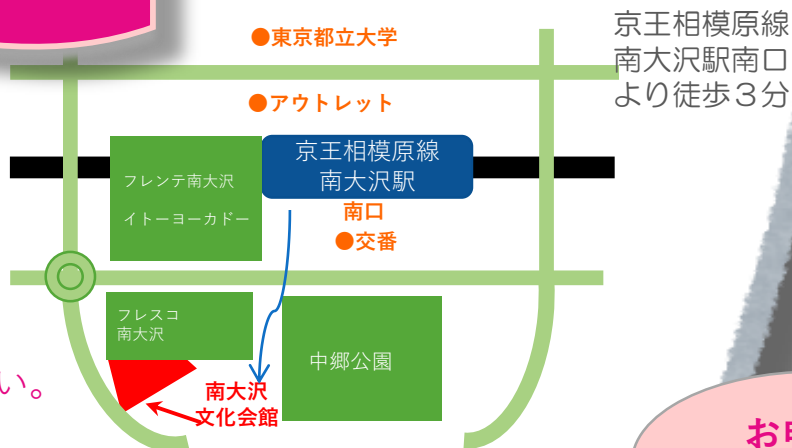 ●東京都立大学
京王相模原線
南大沢駅南口
より徒歩３分
●アウトレット
京王相模原線
南大沢駅
フレンテ南大沢
イトーヨーカドー
南口
●交番
フレスコ
南大沢
中郷公園
い。
南大沢
文化会館
お